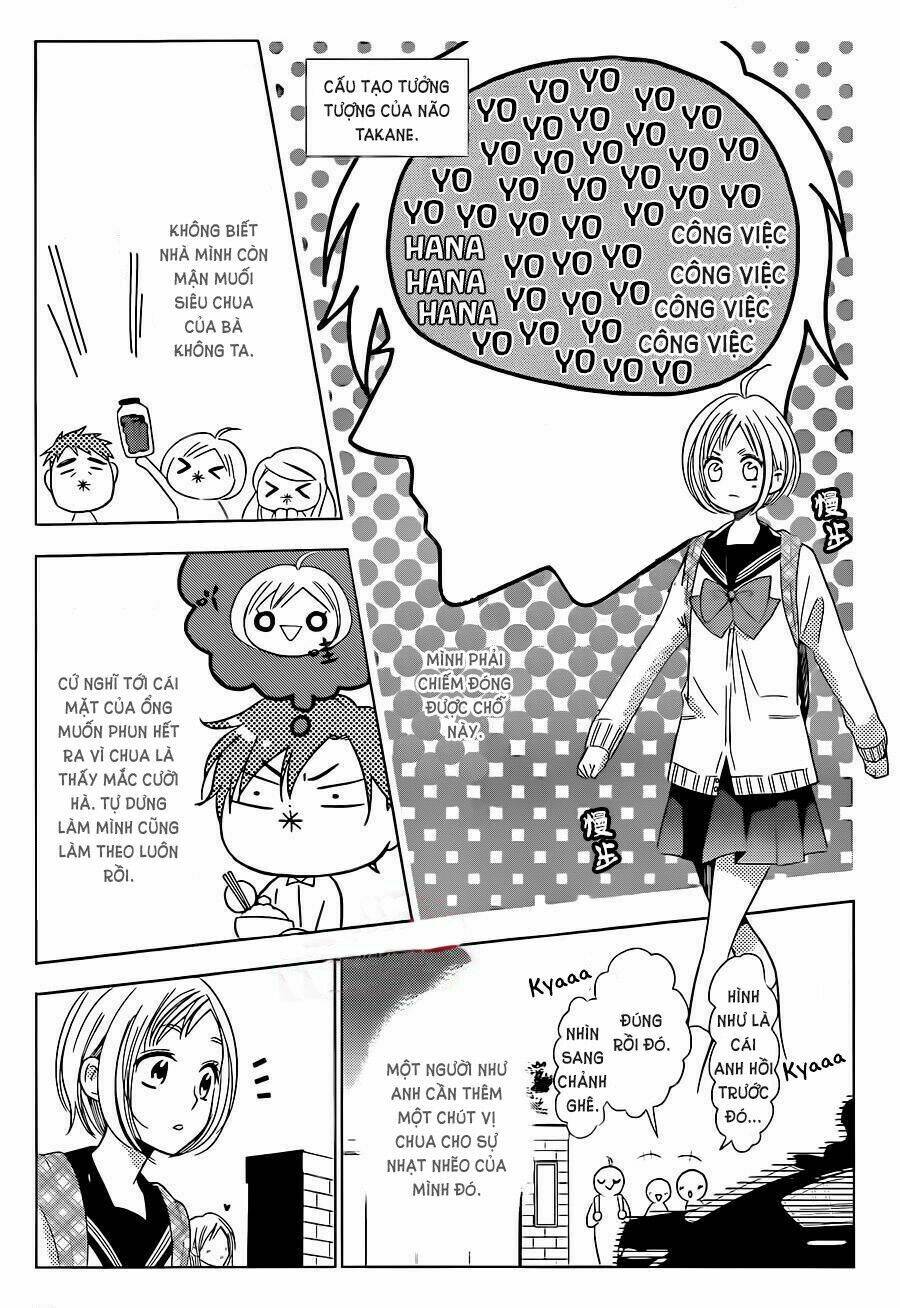 CẤU TẠO TƯỞNG
TƯỢNG CỦA NÃO
TAKANE.
YO YO YO YO YO
YO YO YO YO
YO YO YO YO YO
YO YO YO YO YO YO
YO YO YO YO YO
HANA YO YO YO CÔNG VIỆC
HANA YO YO YO CÔNG VIỆC
HANA YO YO YO CÔNG VIỆC
YO YO YO CÔNG VIỆC
YO YO YO
KHÔNG BIẾT
NHÀ MÌNH CÒN
MẬN MUỐI
SIÊU CHUA
CỦA BÀ
KHÔNG TA.
慢步
MÌNH PHẢI
CHIẾM ĐÓNG
ĐƯỢC CHỖ
NÀY.
慢步
CỨ NGHĨ TỚI CÁI
MẶT CỦA ỔNG
MUỐN PHUN HẾT
RA VÌ CHUA LÀ
THẤY MẮC CƯỜI
HÀ. TỰ DƯNG
LÀM MÌNH CŨNG
LÀM THEO LUÔN
RỒI.
MỘT NGƯỜI NHƯ
ANH CẦN THÊM
MỘT CHÚT VỊ
CHUA CHO SỰ
NHẠT NHẼO CỦA
MÌNH ĐÓ.
Kyaaa
NHÌN
SANG
CHẢNH
GHÊ.
ĐÚNG
RỒI ĐÓ.
HÌNH
NHƯ LÀ
CÁI
ANH HỒI
TRƯỚC
ĐÓ...
Kyaaa